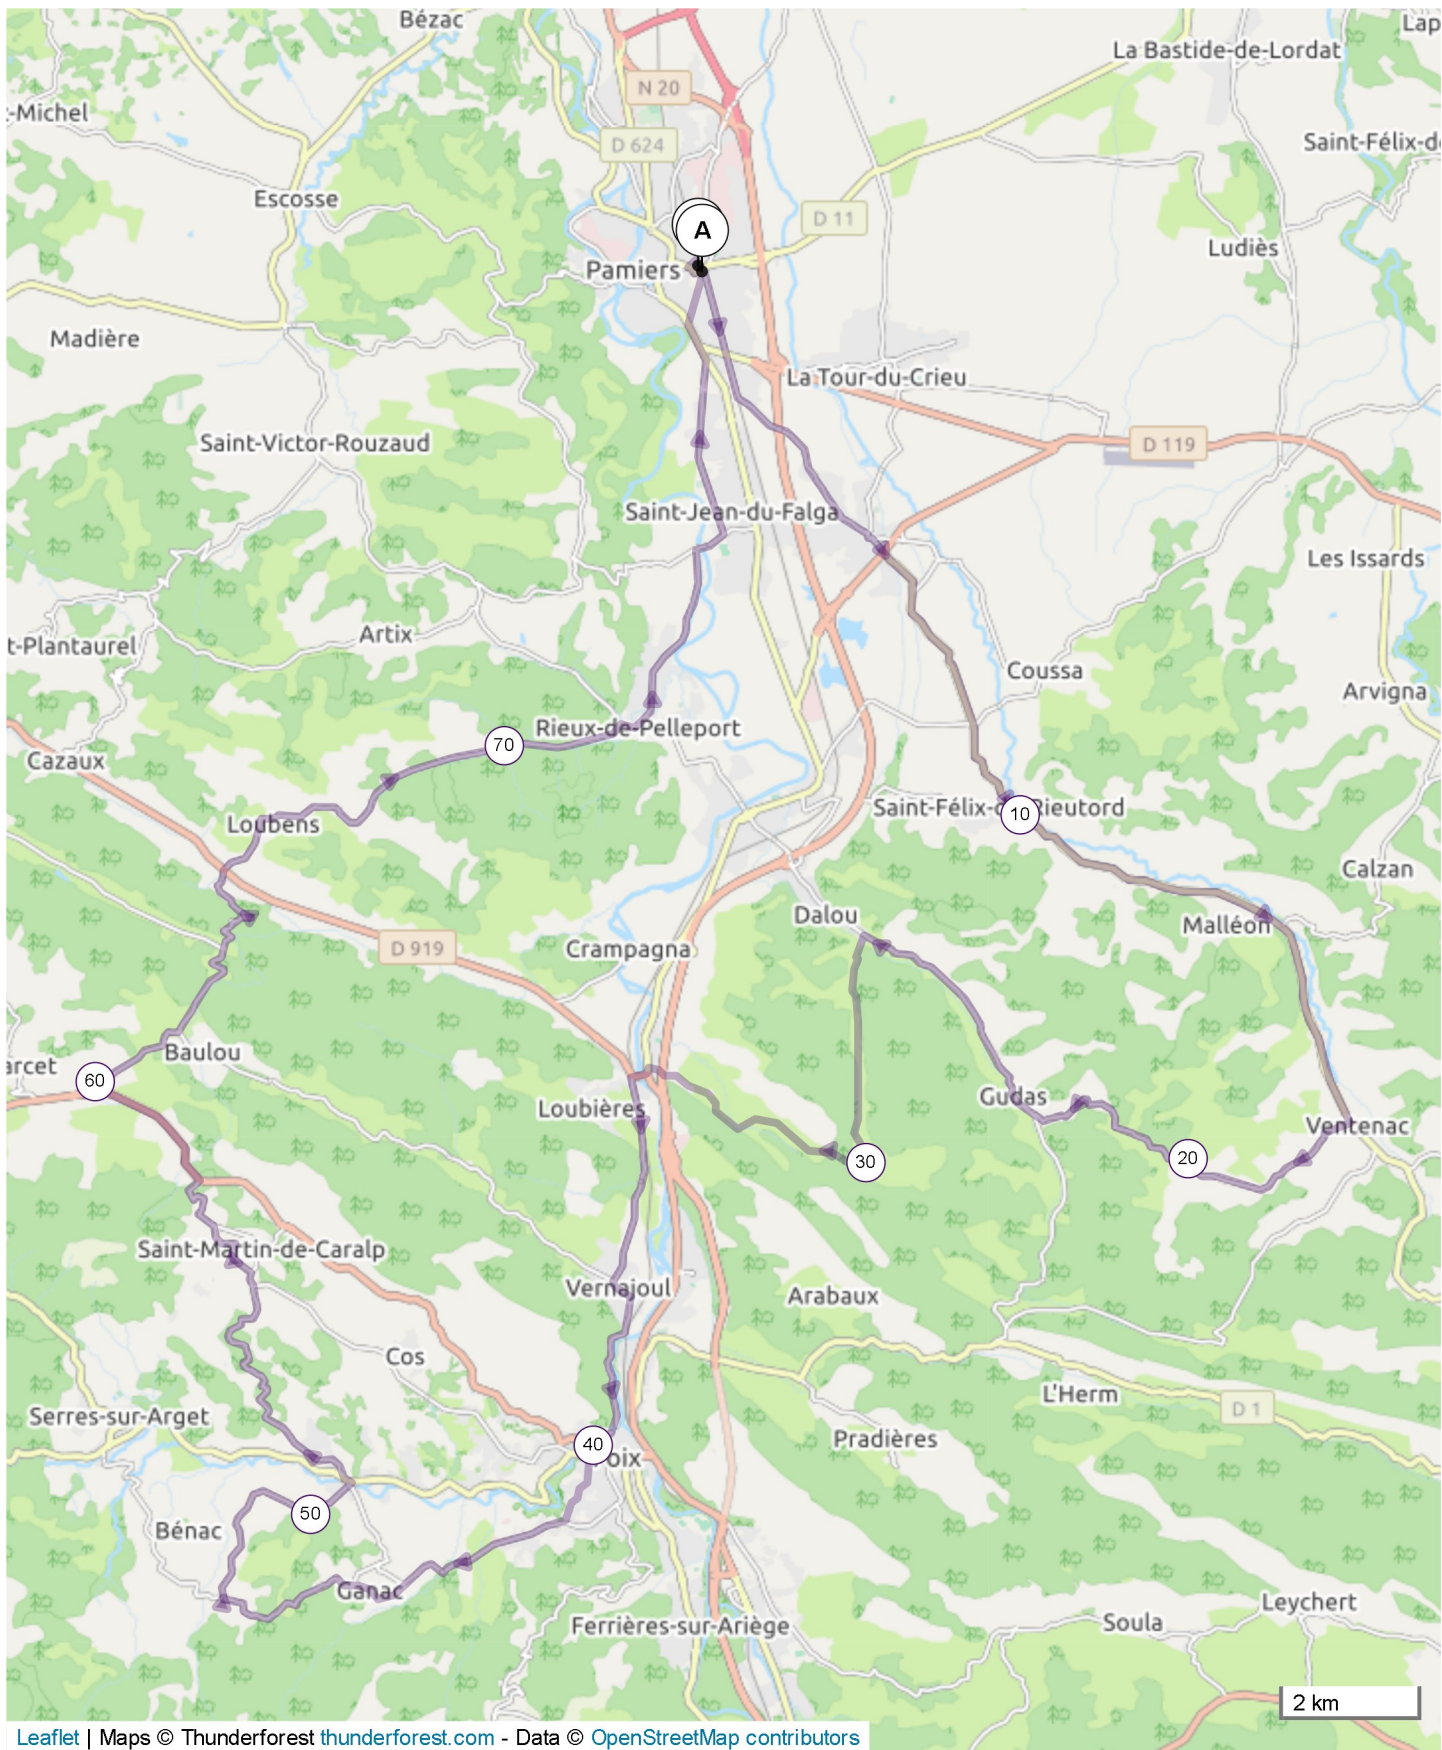 Bézac
La Bastide-de-Lordat
Lap
N 20
-Michel
D 624
Saint-Félix-d
Escosse
D 11
A
Ludiès
Pamiers
Madière
La Tour-du-Crieu
Saint-Victor-Rouzaud
D 119
Saint-Jean-du-Falga
Les Issards
Artix
t-Plantaurel
Coussa
Arvigna
Rieux-de-Pelleport
70
Cazaux
Saint-Félix-d
Rieutord
10
Loubens
Calzan
Dalou
Malléon
D 919
Crampagna
Baulou
arcet
60
Gudas
Loubières
Ventenac
30
20
Saint-Martin-de-Caralp
Vernajoul
Arabaux
Cos
L'Herm
D 1
Serres-sur-Arget
Pradières
40
oix
50
Bénac
Ganac
Leychert
Ferrières-sur-Ariège
Soula
2 km
Leaflet | Maps © Thunderforest thunderforest.com - Data © OpenStreetMap contributors